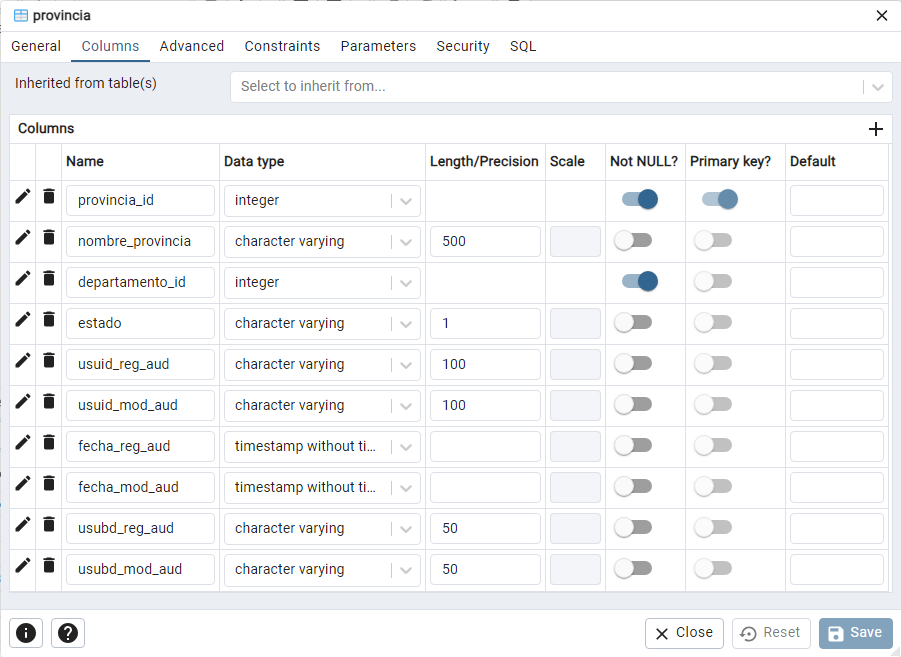 provincia
General Columns Advanced Constraints Parameters Security SQL
Inherited from table(s) Select to inherit from...
Columns
Name Data type Length/Precision Scale Not NULL? Primary key? Default
provincia_id integer
nombre_provincia character varying 500
departamento_id integer
estado character varying 1
usuid_reg_aud character varying 100
usuid_mod_aud character varying 100
fecha_reg_aud timestamp without ti...
fecha_mod_aud timestamp without ti...
usubd_reg_aud character varying 50
usubd_mod_aud character varying 50
Close Reset Save